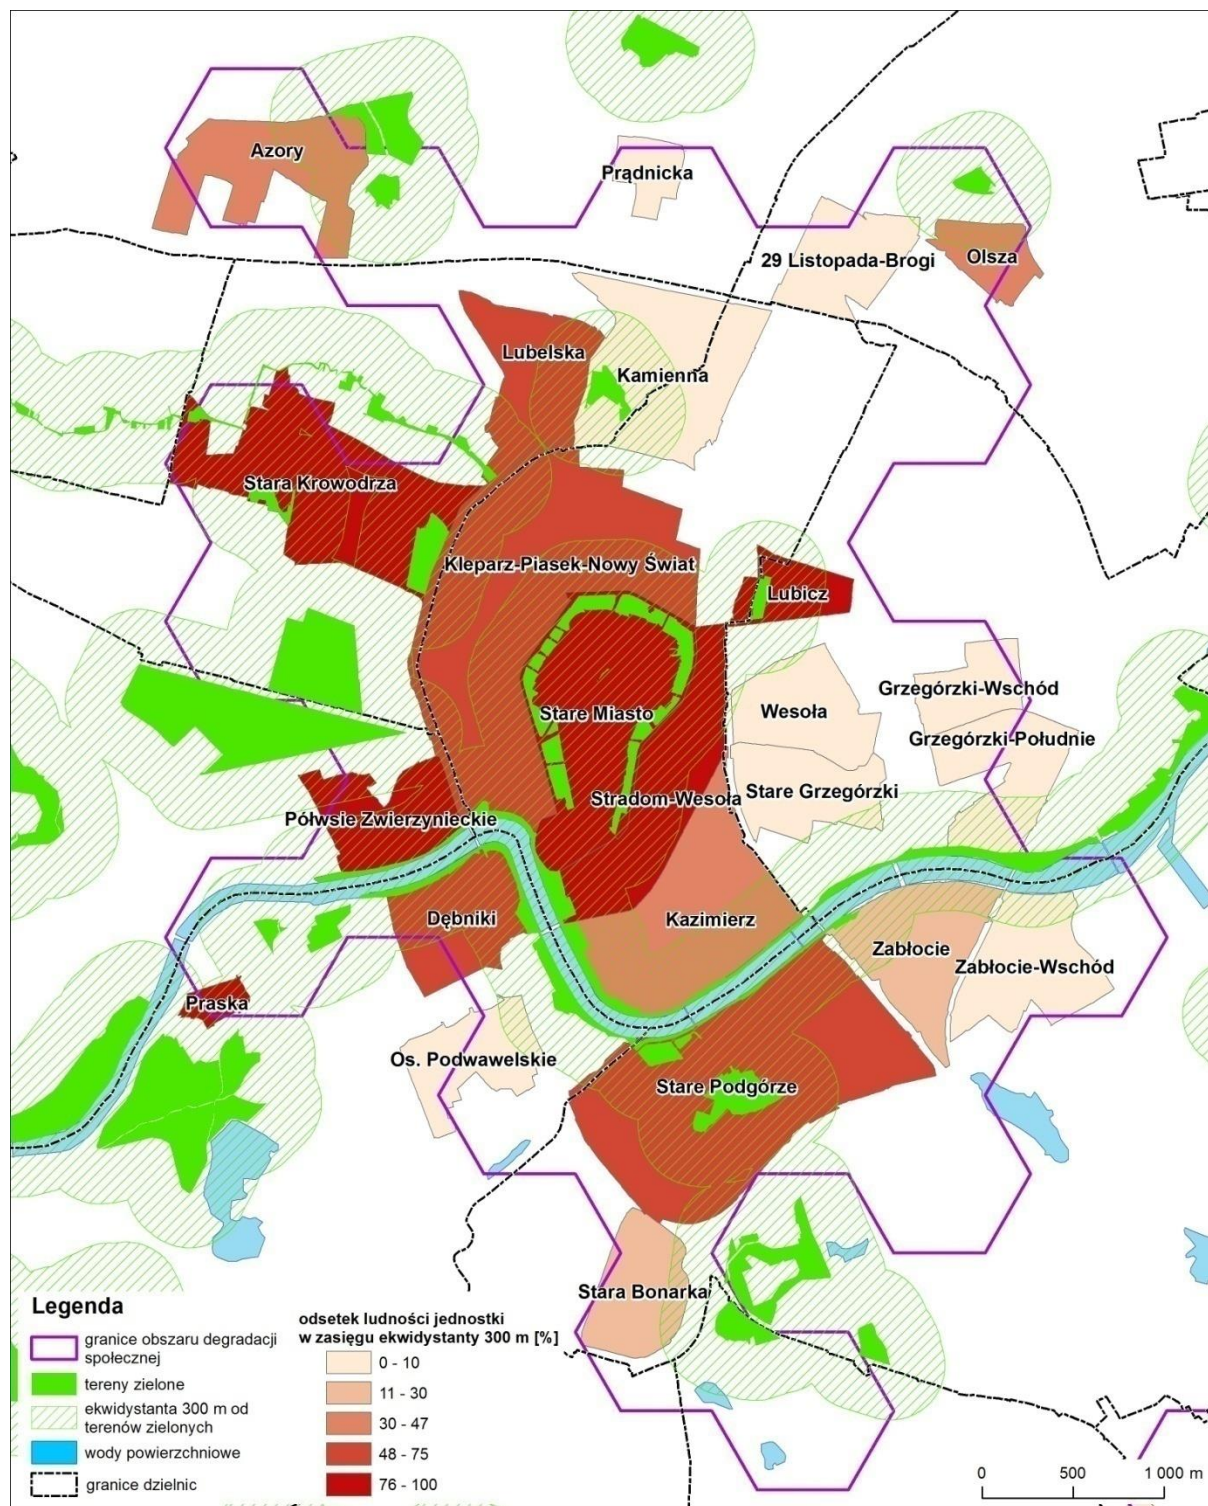 Azory
Prądnicka
29 Listopada-Brogi
Olsza
Lubelska
Kamienna
Stara Krowodrza
Kleparz-Piasek-Nowy Świat
Lubicz
Grzegórzki-Wschód
Wesoła
Stare Miasto
Grzegórzki-Południe
Stradom-Wesoła
Stare Grzegórzki
Półwsie Zwierzynieckie
Dębniki
Kazimierz
Zabłocie
Zabłocie-Wschód
Praska
Os. Podwawelskie
Stare Podgórze
Stara Bonarka
Legenda
granice obszaru degradacji
społecznej
tereny zielone
ekwidystanta 300 m od
terenów zielonych
wody powierzchniowe
granice dzielnic
odsetek ludności jednostki
w zasięgu ekwidystanty 300 m [%]
0 - 10
11 - 30
30 - 47
48 - 75
76 - 100
0 500 1 000 m